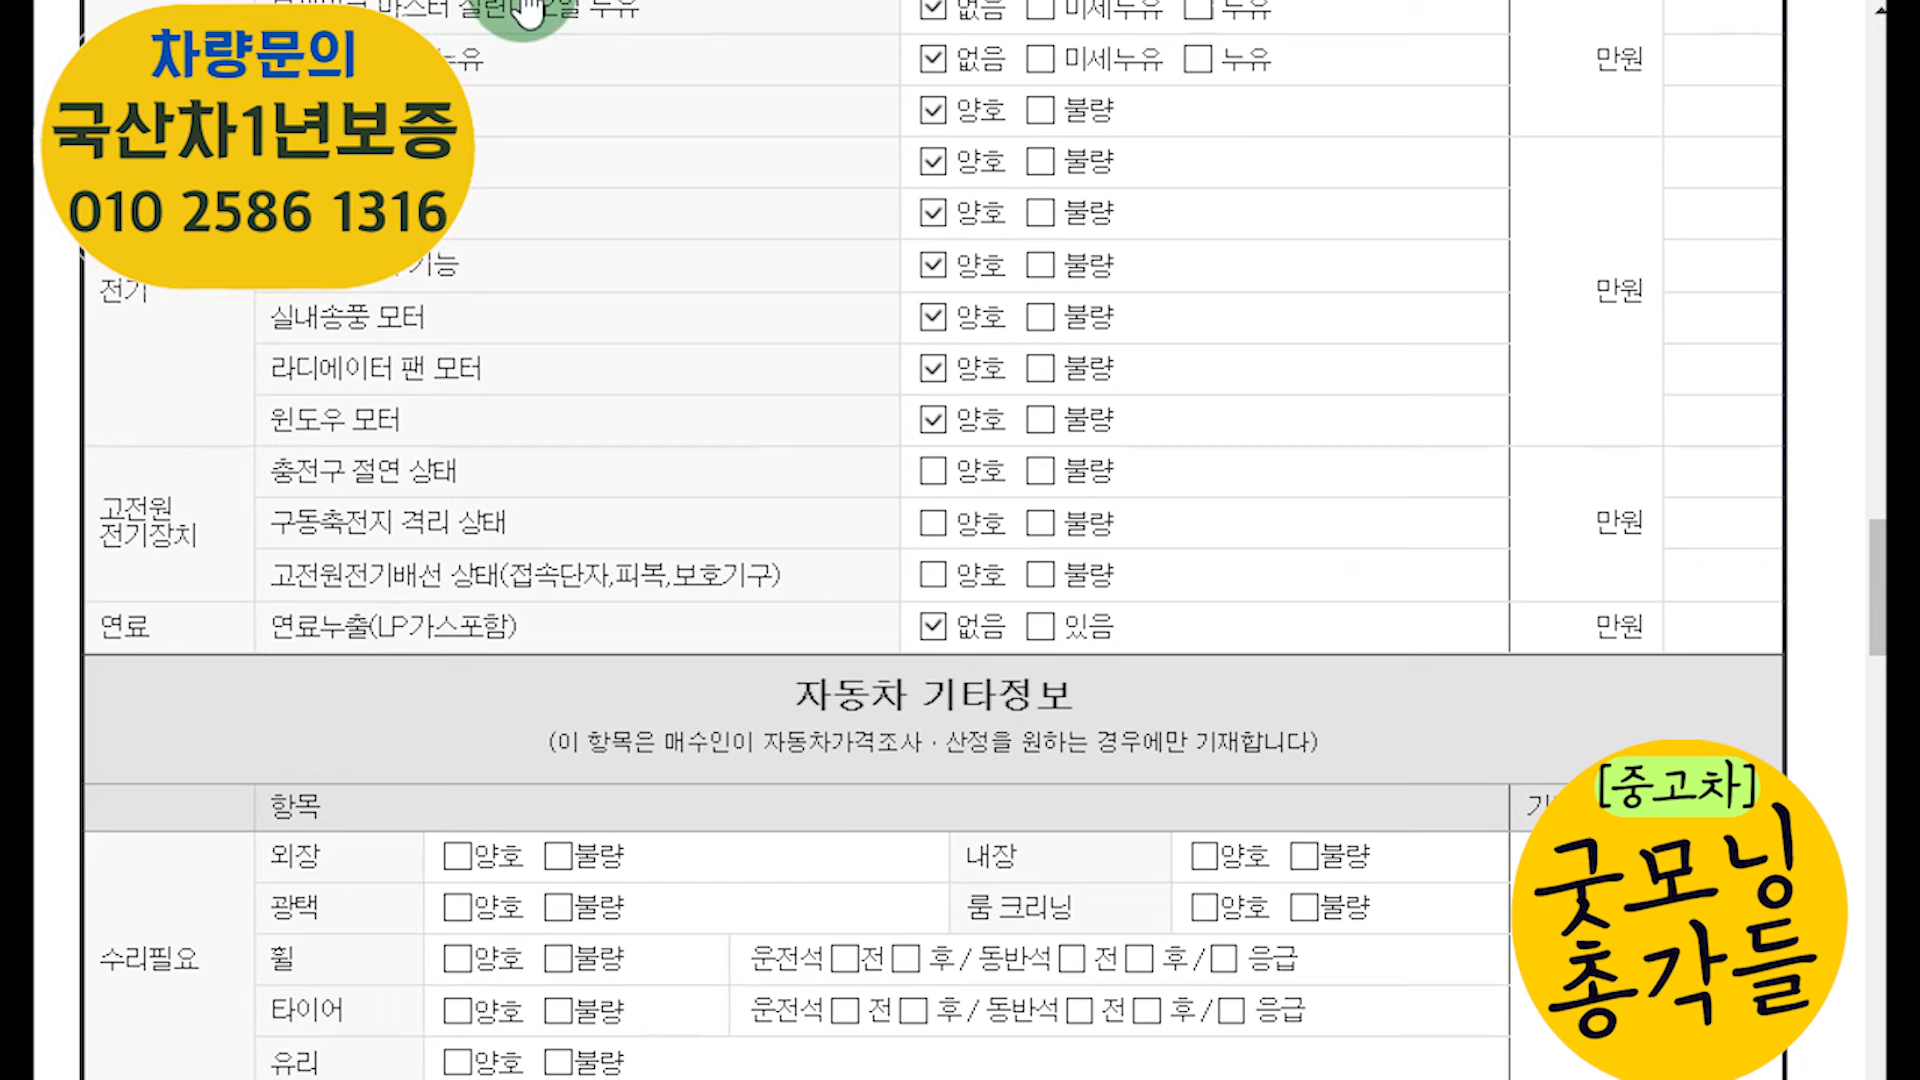 마스터 실린더오일 누유 ☑ 없음 ☐ 미세누유 ☐ 누유
누유 ☑ 없음 ☐ 미세누유 ☐ 누유 만원
☑ 양호 ☐ 불량
☑ 양호 ☐ 불량
☑ 양호 ☐ 불량
기능 ☑ 양호 ☐ 불량
전기 만원
실내송풍 모터 ☑ 양호 ☐ 불량
라디에이터 팬 모터 ☑ 양호 ☐ 불량
윈도우 모터 ☑ 양호 ☐ 불량
충전구 절연 상태 ☐ 양호 ☐ 불량
고전원
전기장치
구동축전지 격리 상태 ☐ 양호 ☐ 불량 만원
고전원전기배선 상태(접속단자,피복,보호기구) ☐ 양호 ☐ 불량
연료 연료누출(LP가스포함) ☑ 없음 ☐ 있음 만원
자동차 기타정보
(이 항목은 매수인이 자동차가격조사 · 산정을 원하는 경우에만 기재합니다)
항목
외장 ☐양호 ☐불량 내장 ☐양호 ☐불량
광택 ☐양호 ☐불량 룸 크리닝 ☐양호 ☐불량
수리필요 휠 ☐양호 ☐불량 운전석 ☐전 ☐ 후 / 동반석 ☐ 전 ☐ 후 / ☐ 응급
타이어 ☐양호 ☐불량 운전석 ☐ 전 ☐ 후 / 동반석 ☐ 전 ☐ 후 / ☐ 응급
유리 ☐양호 ☐불량
차량문의
국산차1년보증
010 2586 1316
[중고차]
굿모닝
총각들